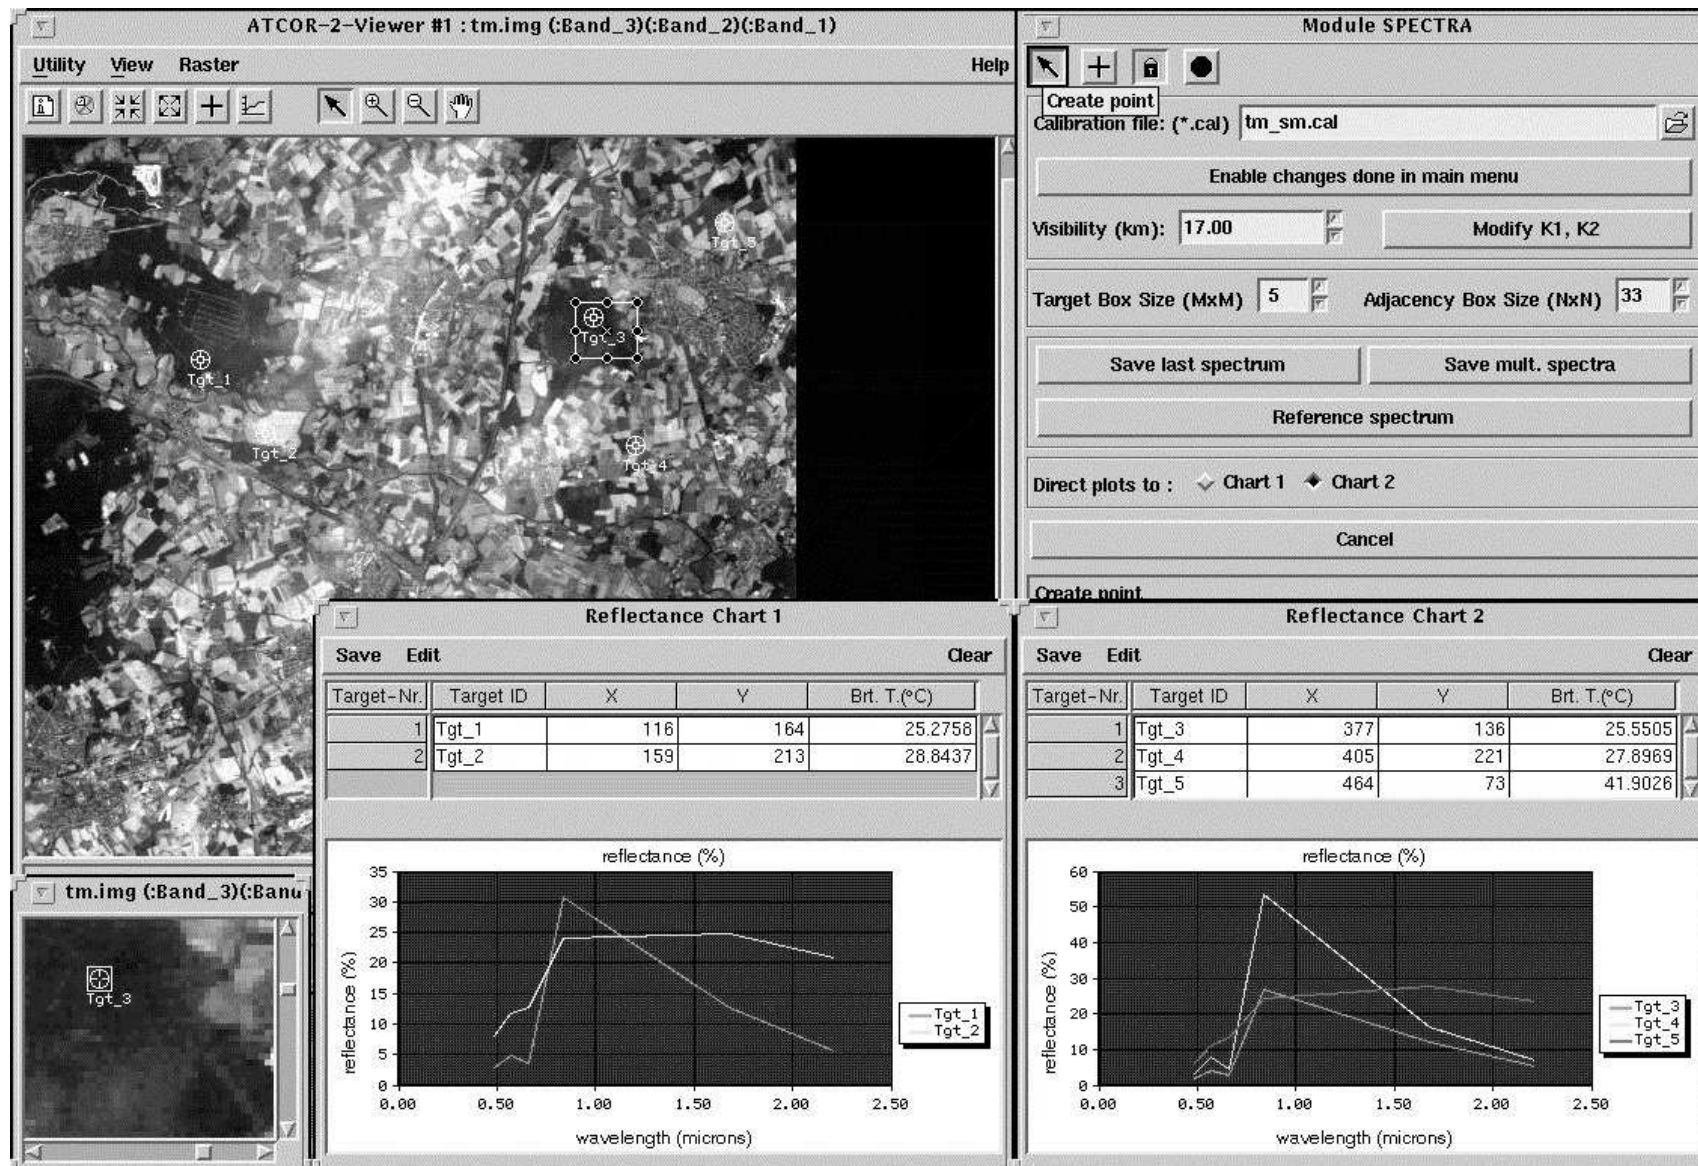 ATCOR-2-Viewer #1 : tm.img (:Band_3)(:Band_2)(:Band_1)
Utility View Raster Help
Tgt_5
Tgt_3
Tgt_1
Tgt_2
Tgt_4
Module SPECTRA
Create point
Calibration file: (*.cal) tm_sm.cal
Enable changes done in main menu
Visibility (km): 17.00 Modify K1, K2
Target Box Size (MxM) 5 Adjacency Box Size (NxN) 33
Save last spectrum Save mult. spectra
Reference spectrum
Direct plots to : Chart 1 Chart 2
Cancel
Create point
tm.img (:Band_3)(:Band
Tgt_3
Reflectance Chart 1
Save Edit Clear
Target-Nr. Target ID X Y Brt. T.(°C)
1 Tgt_1 116 164 25.2758
2 Tgt_2 159 213 28.8437
reflectance (%)
35
30
25
20
15
10
5
0
reflectance (%)
0.00 0.50 1.00 1.50 2.00 2.50
wavelength (microns)
Tgt_1
Tgt_2
Reflectance Chart 2
Save Edit Clear
Target-Nr. Target ID X Y Brt. T.(°C)
1 Tgt_3 377 136 25.5505
2 Tgt_4 405 221 27.8969
3 Tgt_5 464 73 41.9026
reflectance (%)
60
50
40
30
20
10
0
reflectance (%)
0.00 0.50 1.00 1.50 2.00 2.50
wavelength (microns)
Tgt_3
Tgt_4
Tgt_5